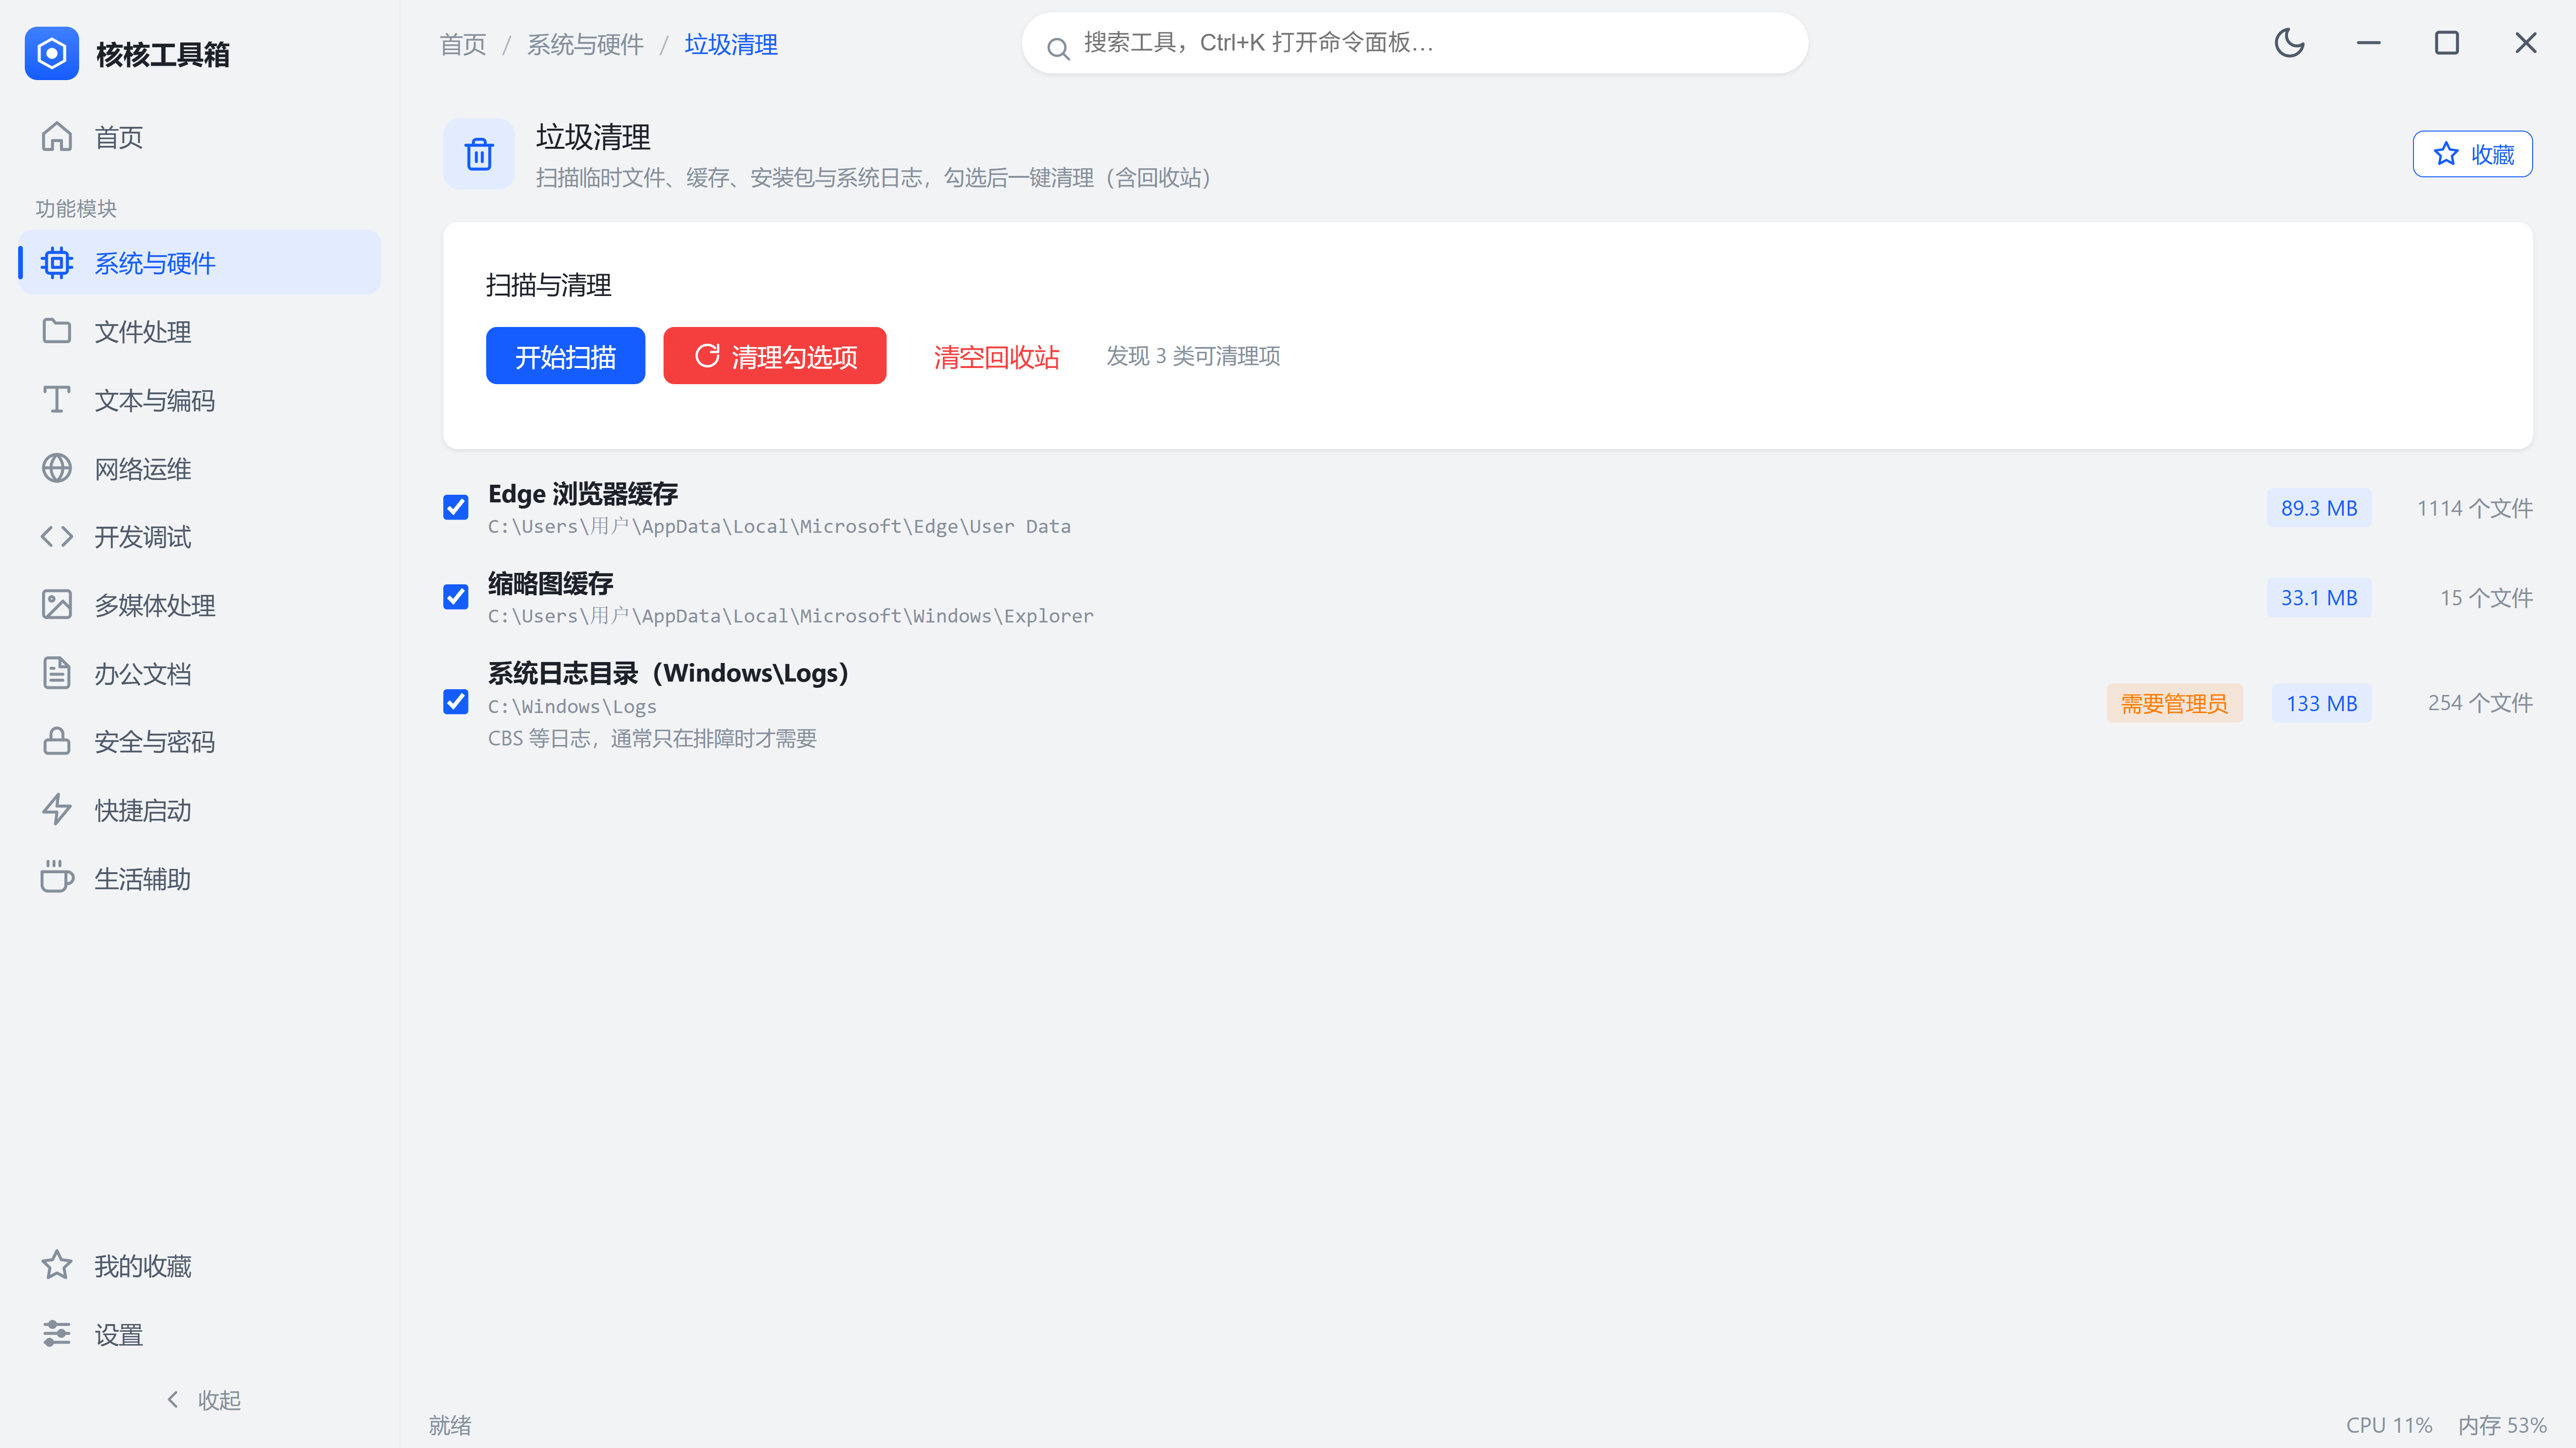 核核工具箱
首页
功能模块
系统与硬件
文件处理
文本与编码
网络运维
开发调试
多媒体处理
办公文档
安全与密码
快捷启动
生活辅助
我的收藏
设置
收起
首页 / 系统与硬件 / 垃圾清理
搜索工具，Ctrl+K 打开命令面板…
垃圾清理
扫描临时文件、缓存、安装包与系统日志，勾选后一键清理（含回收站）
收藏
扫描与清理
开始扫描 清理勾选项 清空回收站 发现 3 类可清理项
Edge 浏览器缓存
C:\Users\用户\AppData\Local\Microsoft\Edge\User Data
89.3 MB 1114 个文件
缩略图缓存
C:\Users\用户\AppData\Local\Microsoft\Windows\Explorer
33.1 MB 15 个文件
系统日志目录（Windows\Logs）
C:\Windows\Logs
CBS 等日志，通常只在排障时才需要
需要管理员 133 MB 254 个文件
就绪
CPU 11% 内存 53%